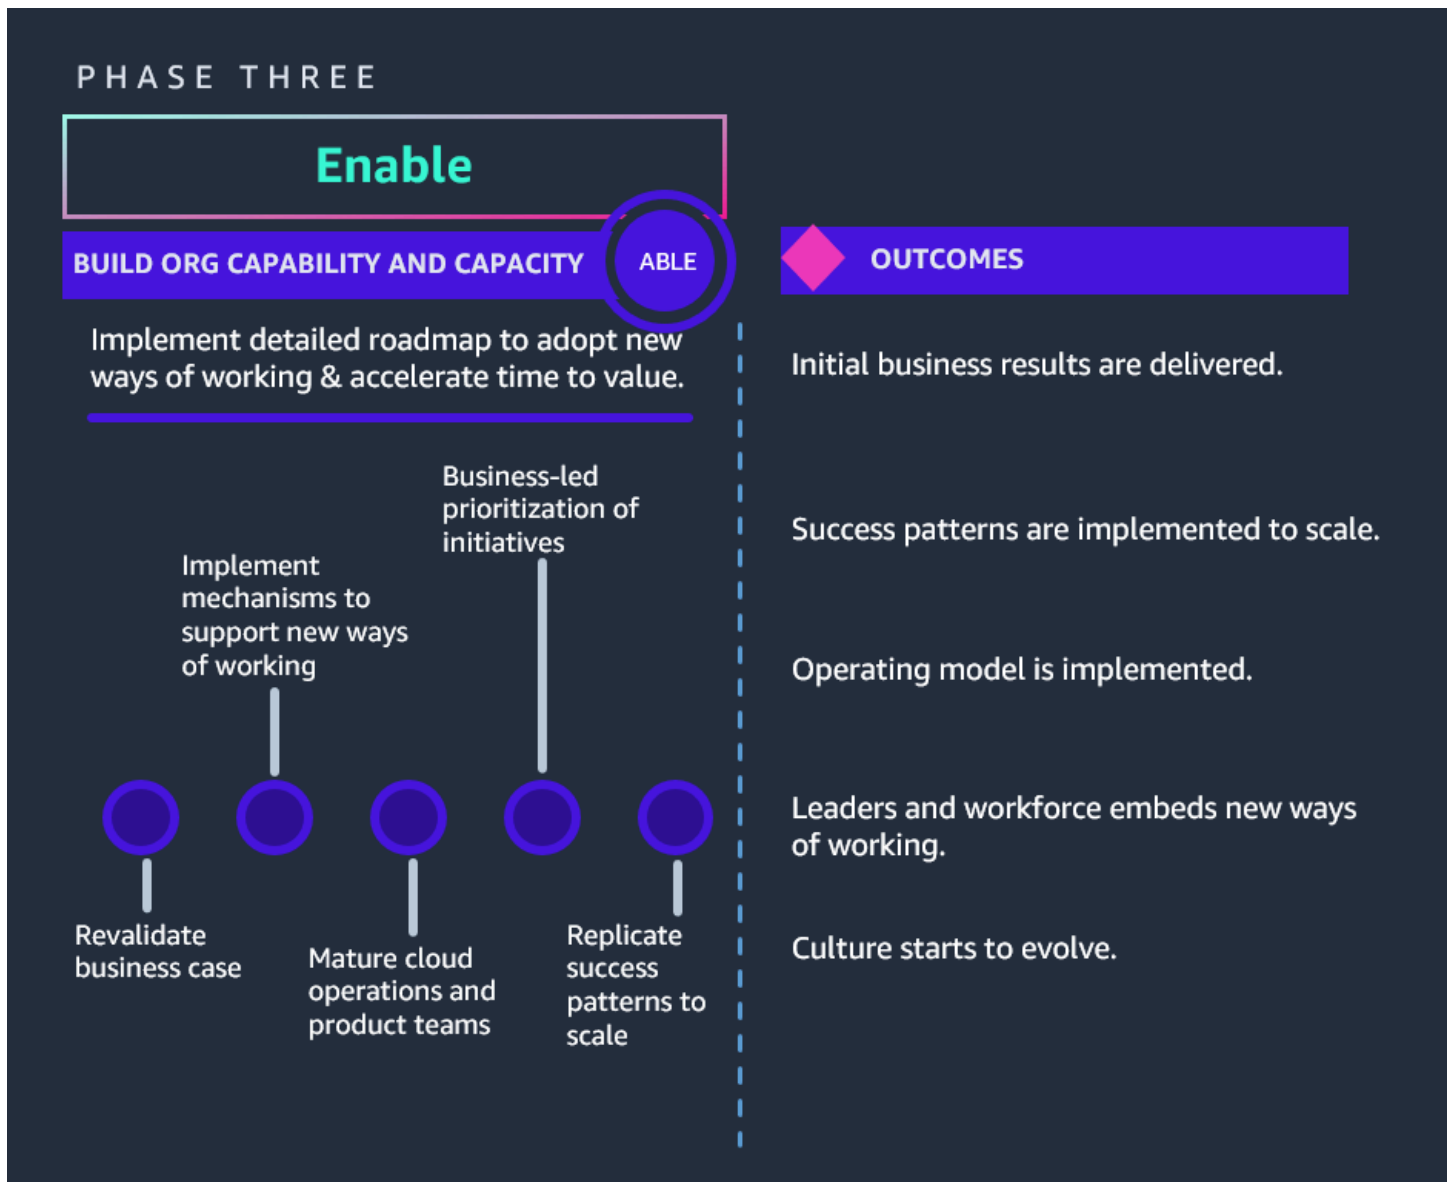 PHASE THREE
Enable
BUILD ORG CAPABILITY AND CAPACITY
ABLE
Implement detailed roadmap to adopt new
ways of working & accelerate time to value.
Business-led
prioritization of
initiatives
Implement
mechanisms to
support new ways
of working
Revalidate
business case
Mature cloud
operations and
product teams
Replicate
success
patterns to
scale
OUTCOMES
Initial business results are delivered.
Success patterns are implemented to scale.
Operating model is implemented.
Leaders and workforce embeds new ways
of working.
Culture starts to evolve.